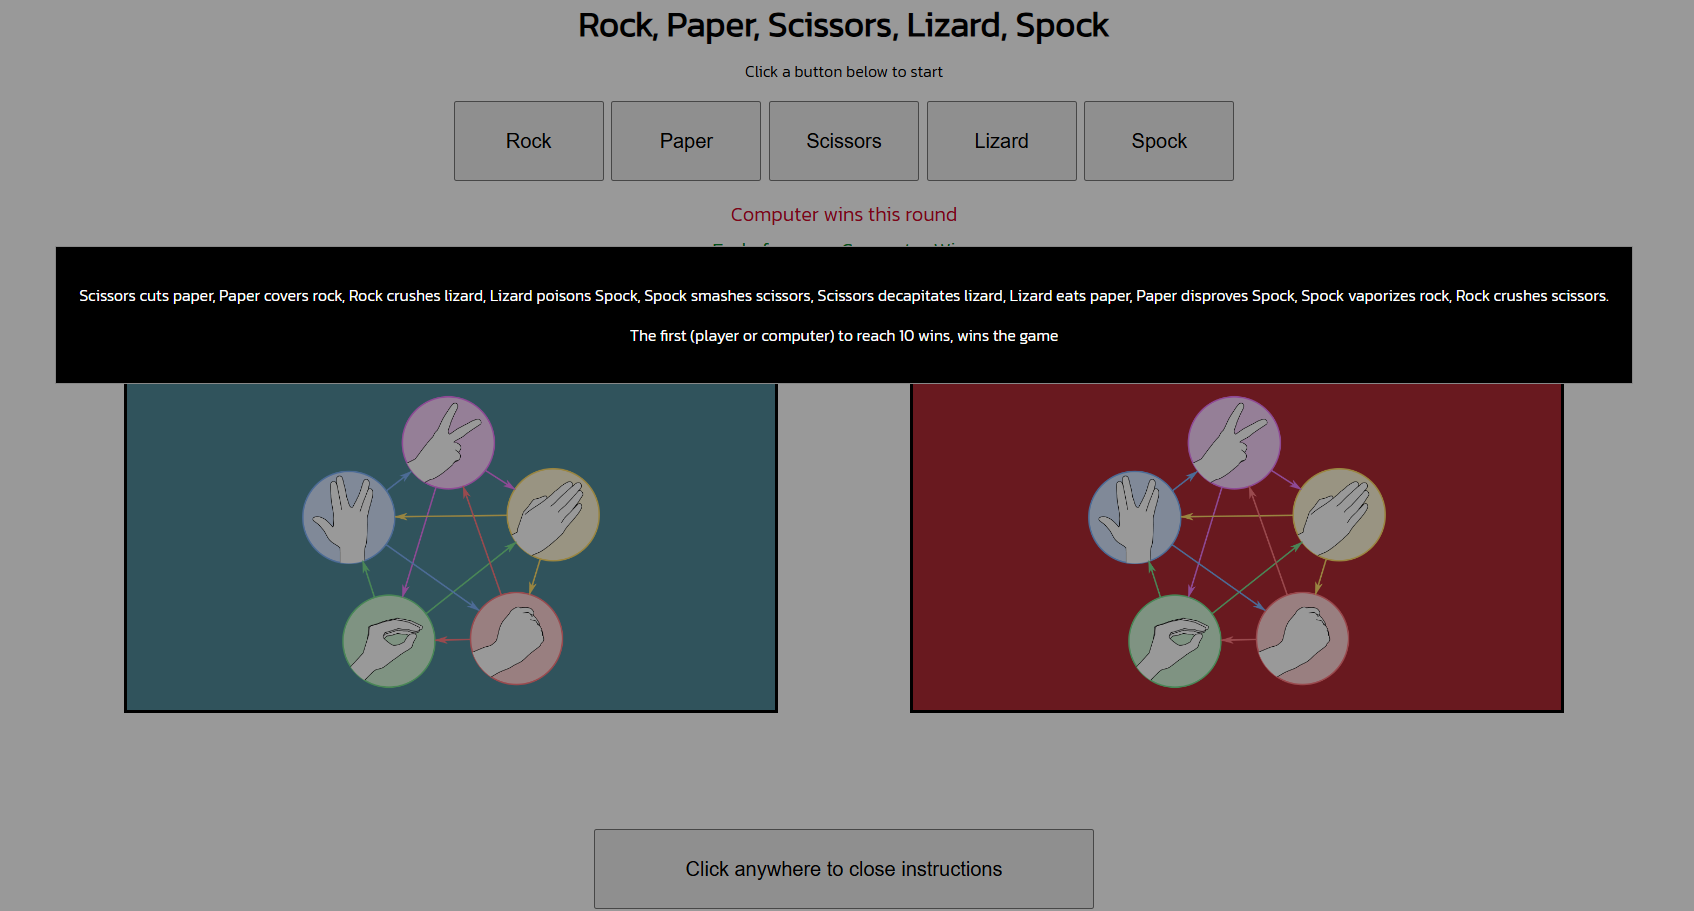 Rock, Paper, Scissors, Lizard, Spock
Click a button below to start
Rock
Paper
Scissors
Lizard
Spock
Computer wins this round
Scissors cuts paper, Paper covers rock, Rock crushes lizard, Lizard poisons Spock, Spock smashes scissors, Scissors decapitates lizard, Lizard eats paper, Paper disproves Spock, Spock vaporizes rock, Rock crushes scissors.
The first (player or computer) to reach 10 wins, wins the game
Click anywhere to close instructions